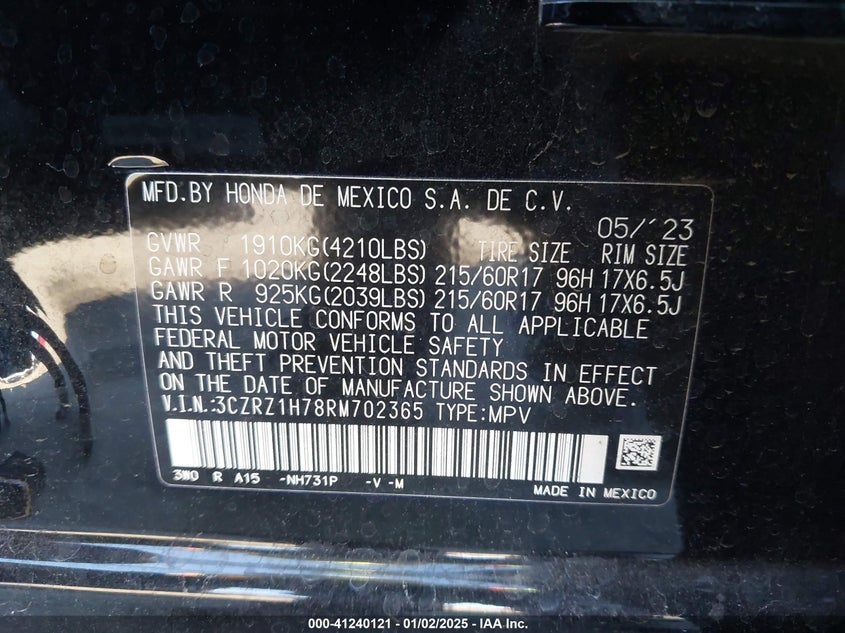 MFD.BY HONDA DE MEXICO S.A. DE C.V.
05/'23
GVWR 1910KG(4210LBS) TIRE SIZE RIM SIZE
GAWR F 1020KG(2248LBS) 215/60R17 96H 17X6.5J
GAWR R 925KG(2039LBS) 215/60R17 96H 17X6.5J
THIS VEHICLE CONFORMS TO ALL APPLICABLE
FEDERAL MOTOR VEHICLE SAFETY
AND THEFT PREVENTION STANDARDS IN EFFECT
ON THE DATE OF MANUFACTURE SHOWN ABOVE.
V.I.N.:3CZRZ1H78RM702365 TYPE:MPV
3W0 R A15 -NH731P -V -M
MADE IN MEXICO
000-41240121 - 01/02/2025 - IAA Inc.